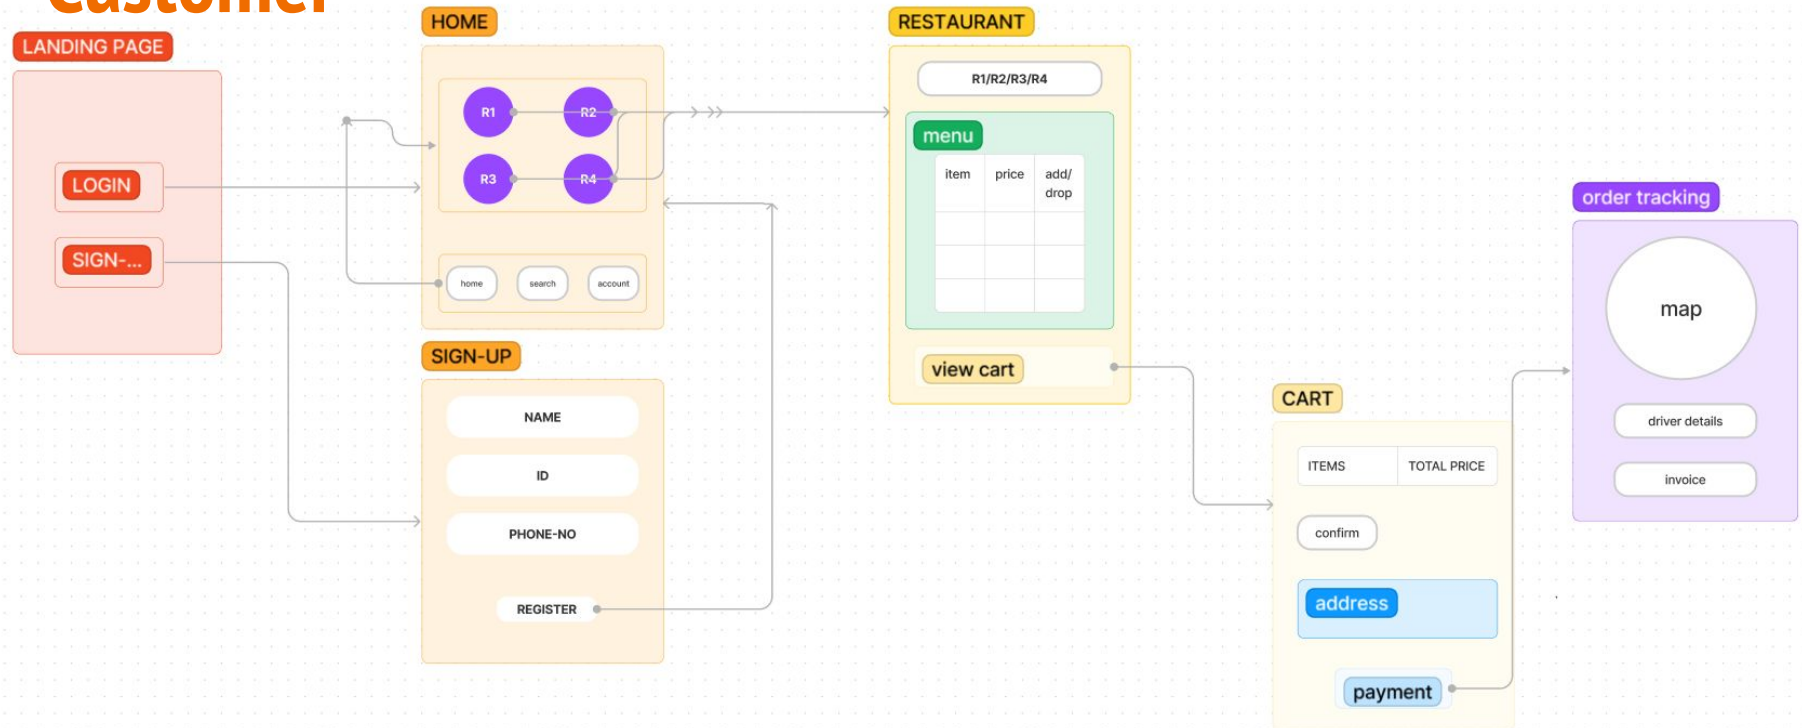 Customer
LANDING PAGE
LOGIN
SIGN-...
HOME
R1
R2
R3
R4
home
search
account
SIGN-UP
NAME
ID
PHONE-NO
REGISTER
RESTAURANT
R1/R2/R3/R4
menu
item price add/
drop
view cart
CART
ITEMS TOTAL PRICE
confirm
address
payment
order tracking
map
driver details
invoice